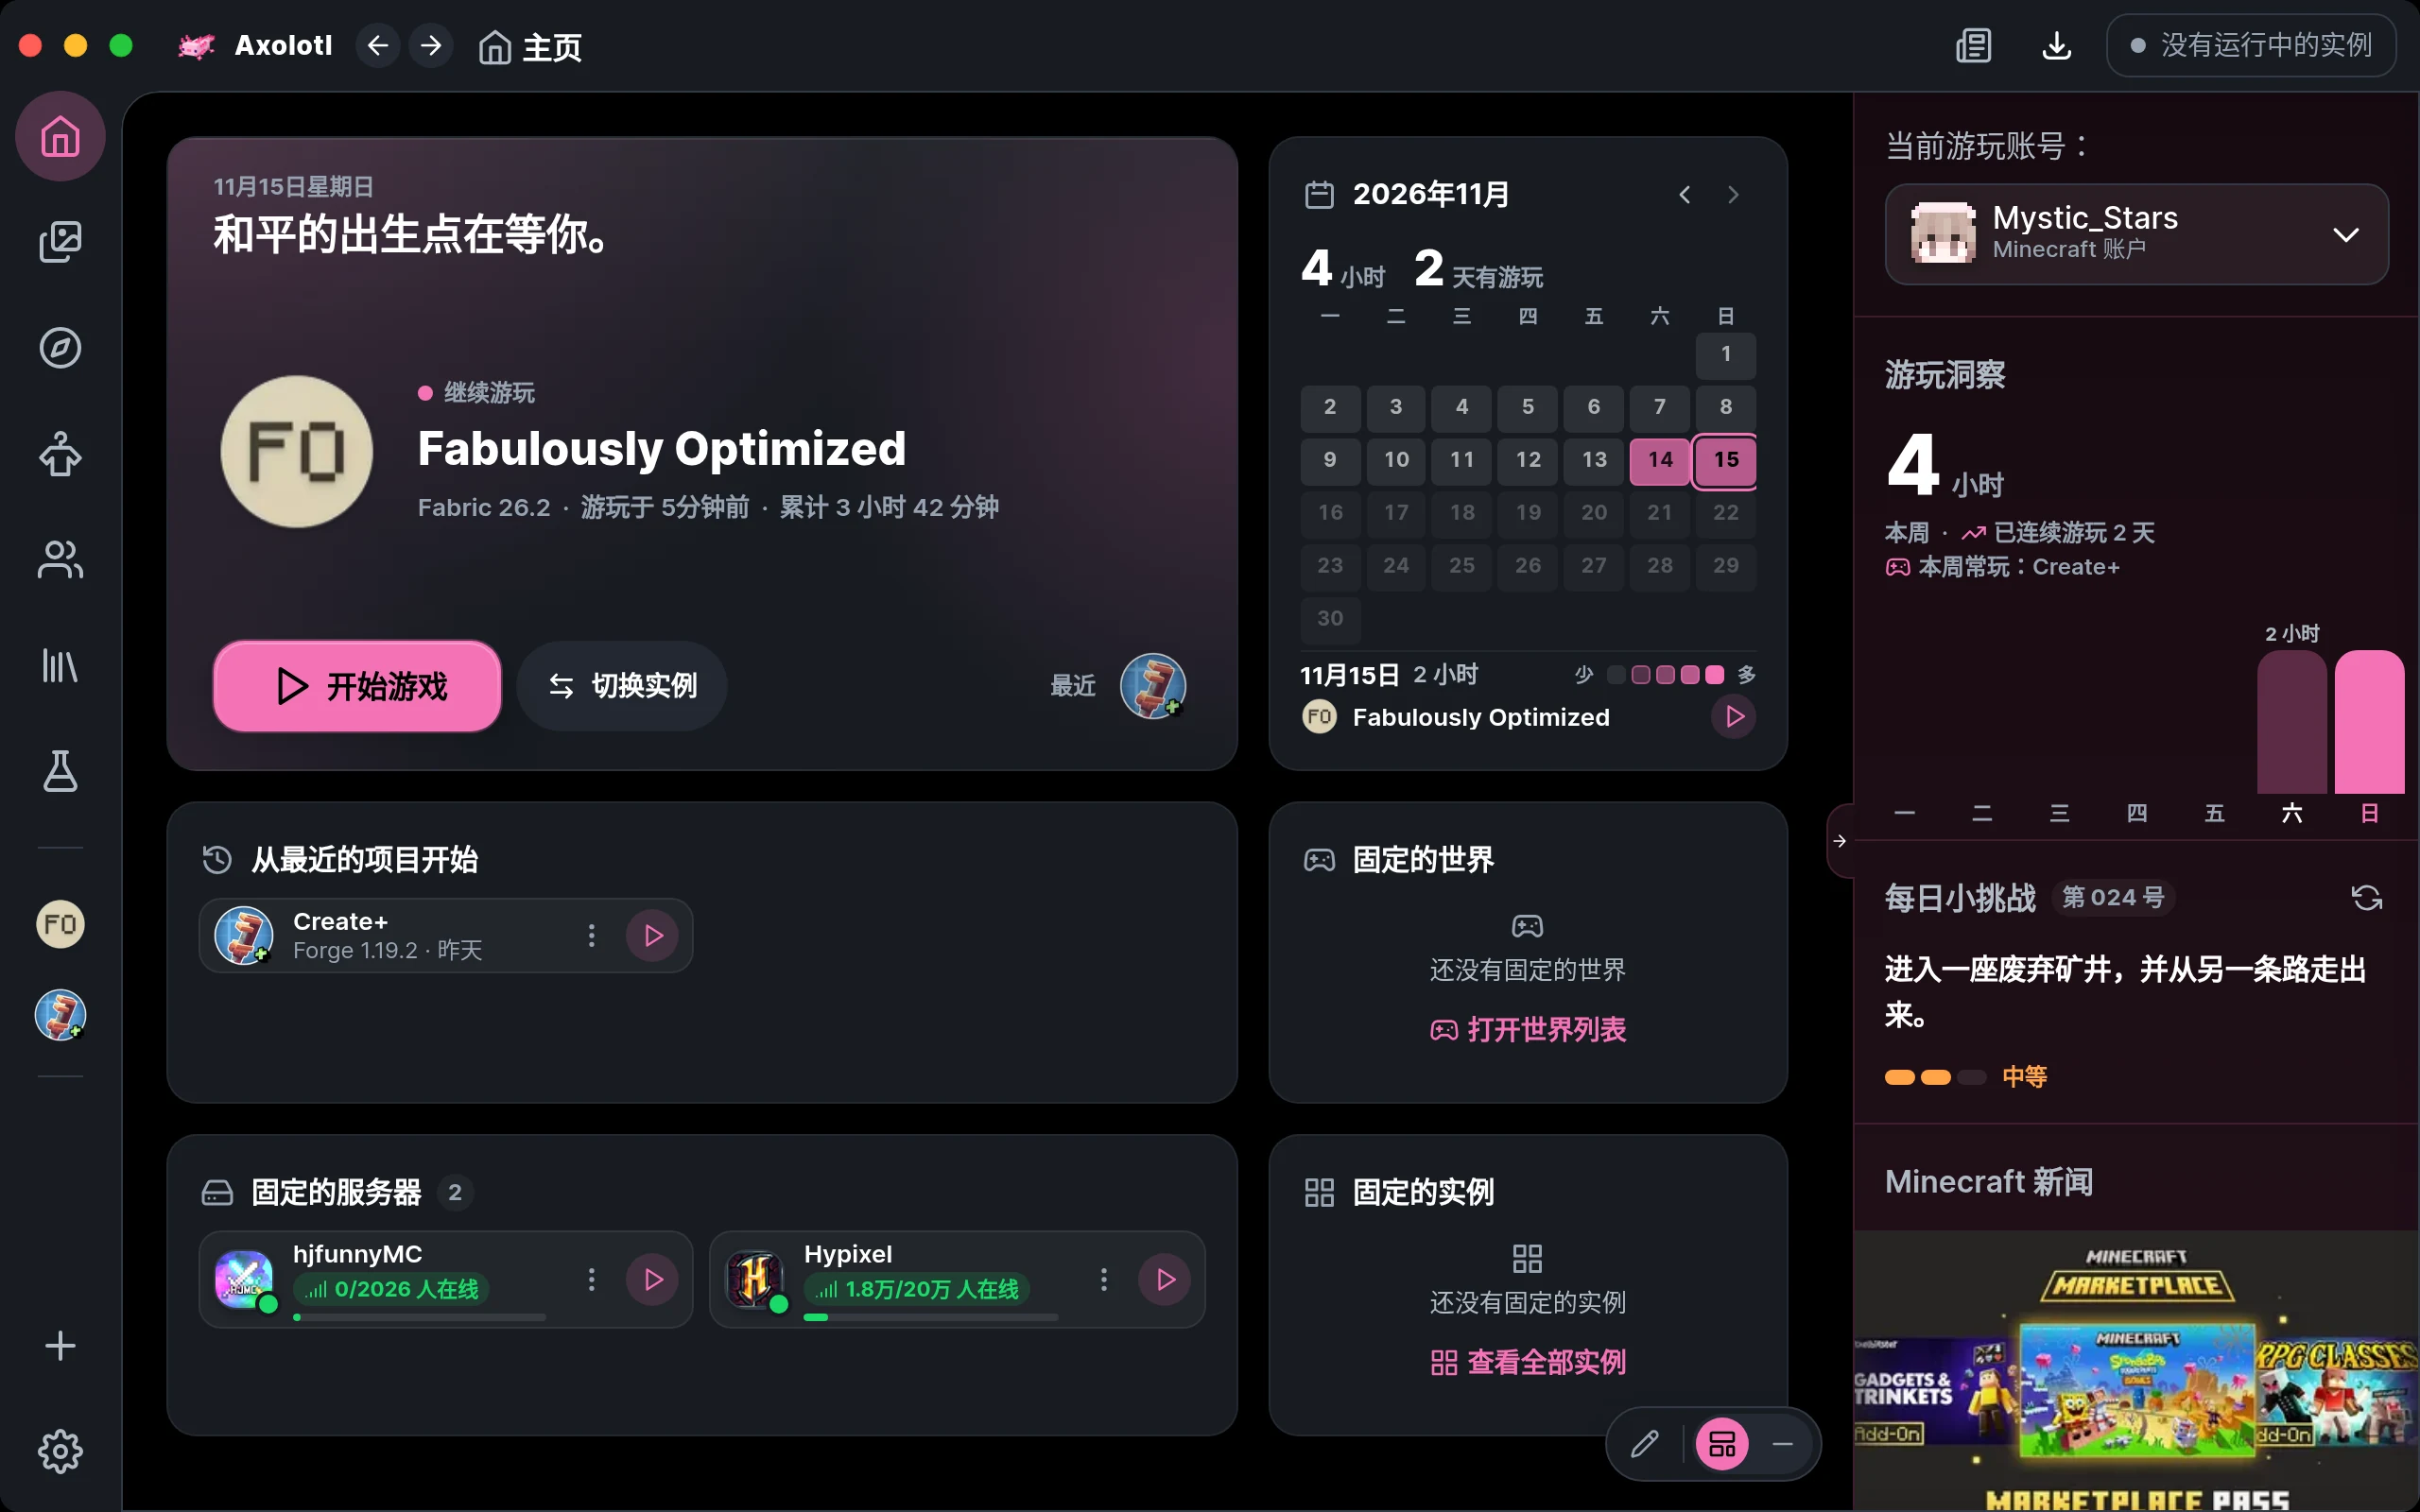 Axolotl
主页
没有运行中的实例
11月15日星期日
和平的出生点在等你。
FO
继续游玩
Fabulously Optimized
Fabric 26.2 · 游玩于 5分钟前 · 累计 3 小时 42 分钟
开始游戏
切换实例
最近
2026年11月
4 小时 2 天有游玩
一 二 三 四 五 六 日
1
2 3 4 5 6 7 8
9 10 11 12 13 14 15
16 17 18 19 20 21 22
23 24 25 26 27 28 29
30
11月15日 2 小时 少 多
FO Fabulously Optimized
从最近的项目开始
Create+
Forge 1.19.2 · 昨天
固定的世界
还没有固定的世界
打开世界列表
固定的服务器 2
HJMC
hjfunnyMC
0/2026 人在线
H
Hypixel
1.8万/20万 人在线
固定的实例
还没有固定的实例
查看全部实例
FO
当前游玩账号：
Mystic_Stars
Minecraft 账户
游玩洞察
4 小时
本周 · 已连续游玩 2 天
本周常玩：Create+
2 小时
一 二 三 四 五 六 日
每日小挑战 第 024 号
进入一座废弃矿井，并从另一条路走出
来。
中等
Minecraft 新闻
MINECRAFT
MARKETPLACE
GADGETS &
TRINKETS
Add-On
MINECRAFT
RPG CLASSES
dd-On
MARKETPLACE PASS